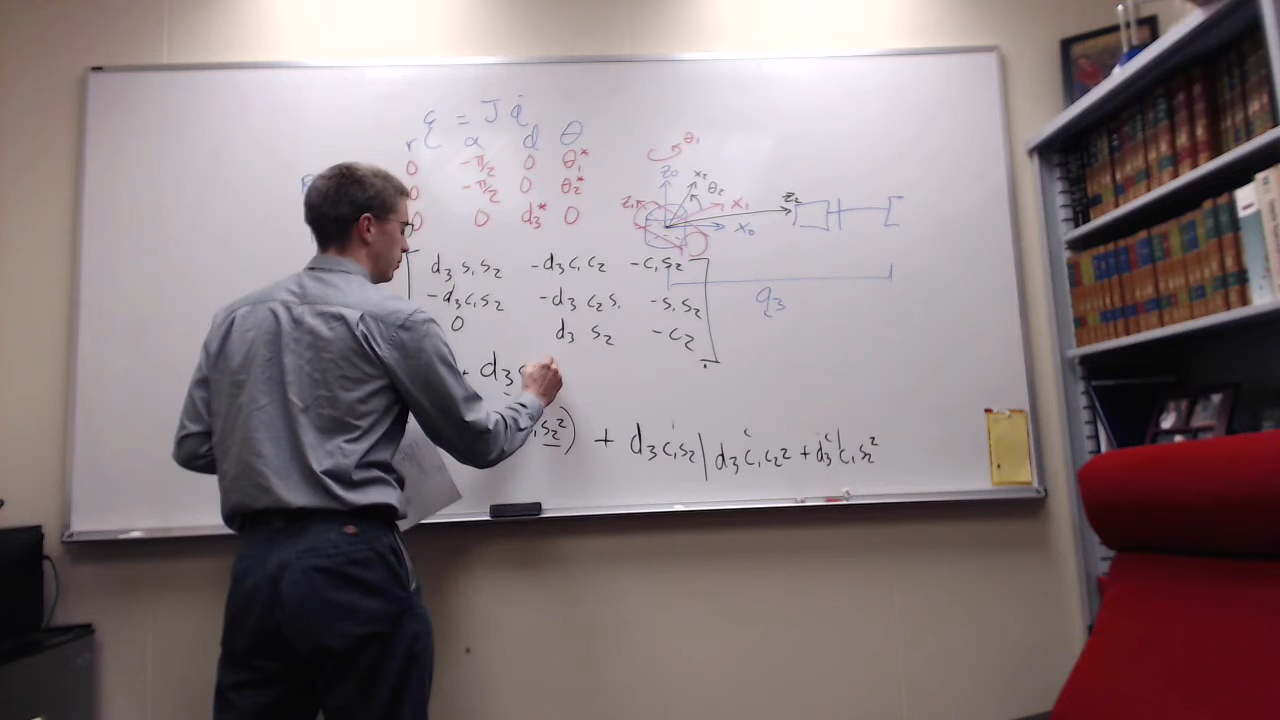 ξ = J q̇
r α d θ
0 -π/2 0 θ₁*
0 -π/2 0 θ₂*
0 0 d₃* 0
θ₁
z₀ x₂ θ₂
z₁ x₁ z₂
x₀
q₃
d₃ s₁ s₂ -d₃ c₁ c₂ -c₁ s₂
-d₃ c₁ s₂ -d₃ c₂ s₁ -s₁ s₂
0 d₃ s₂ -c₂
d₃ s
s₂²) + d₃ c₁ s₂ | d₃ c₁ c₂² + d₃ c₁ s₂²